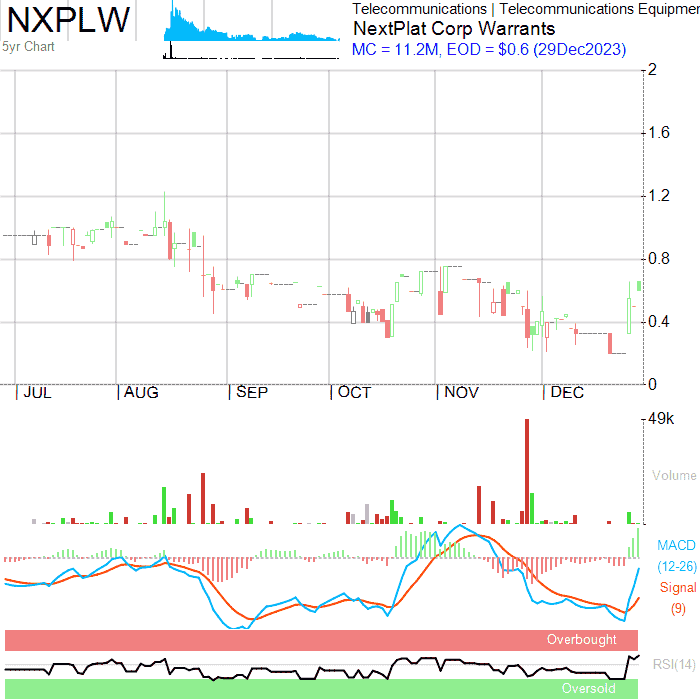 NXPLW
5yr Chart
Telecommunications | Telecommunications Equipmen
NextPlat Corp Warrants
MC = 11.2M, EOD = $0.6 (29Dec2023)
2
1.6
1.2
0.8
0.4
0
JUL AUG SEP OCT NOV DEC
49k
Volume
MACD
(12-26)
Signal
(9)
Overbought
RSI(14)
Oversold